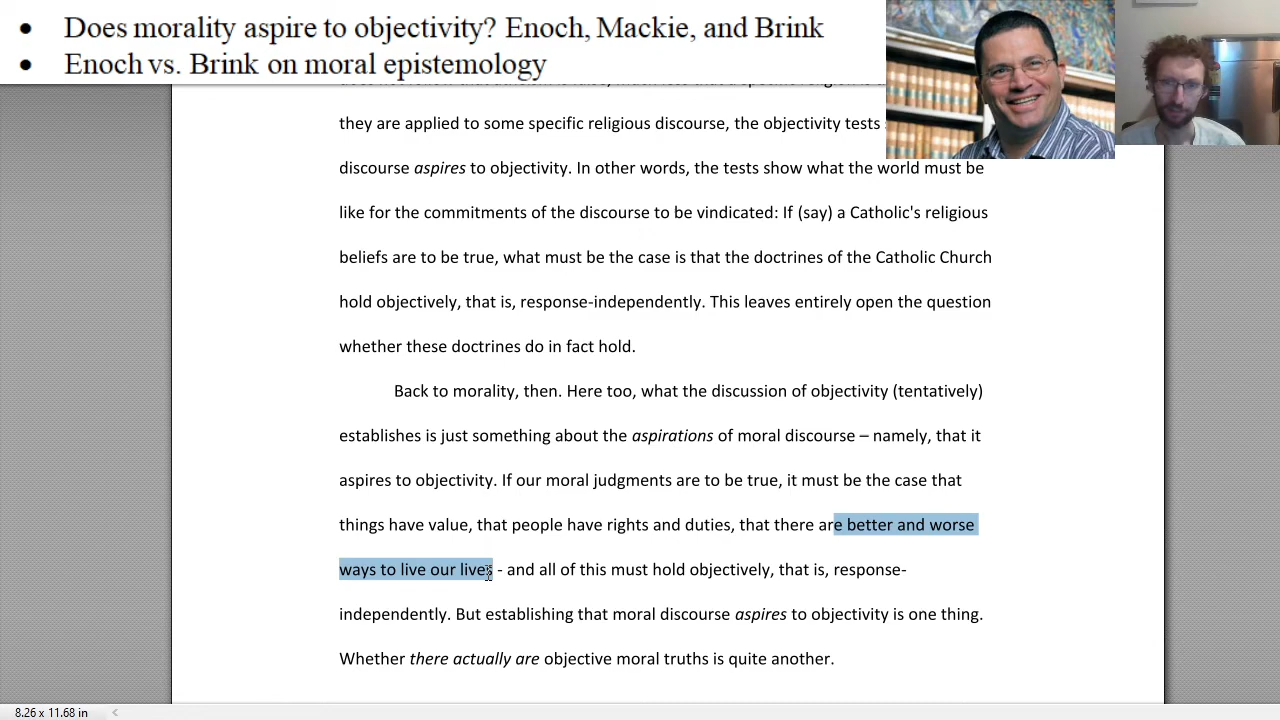 • Does morality aspire to objectivity? Enoch, Mackie, and Brink
• Enoch vs. Brink on moral epistemology
they are applied to some specific religious discourse, the objectivity tests
discourse aspires to objectivity. In other words, the tests show what the world must be
like for the commitments of the discourse to be vindicated: If (say) a Catholic's religious
beliefs are to be true, what must be the case is that the doctrines of the Catholic Church
hold objectively, that is, response-independently. This leaves entirely open the question
whether these doctrines do in fact hold.
Back to morality, then. Here too, what the discussion of objectivity (tentatively)
establishes is just something about the aspirations of moral discourse – namely, that it
aspires to objectivity. If our moral judgments are to be true, it must be the case that
things have value, that people have rights and duties, that there are better and worse
ways to live our lives - and all of this must hold objectively, that is, response-
independently. But establishing that moral discourse aspires to objectivity is one thing.
Whether there actually are objective moral truths is quite another.
8.26 x 11.68 in